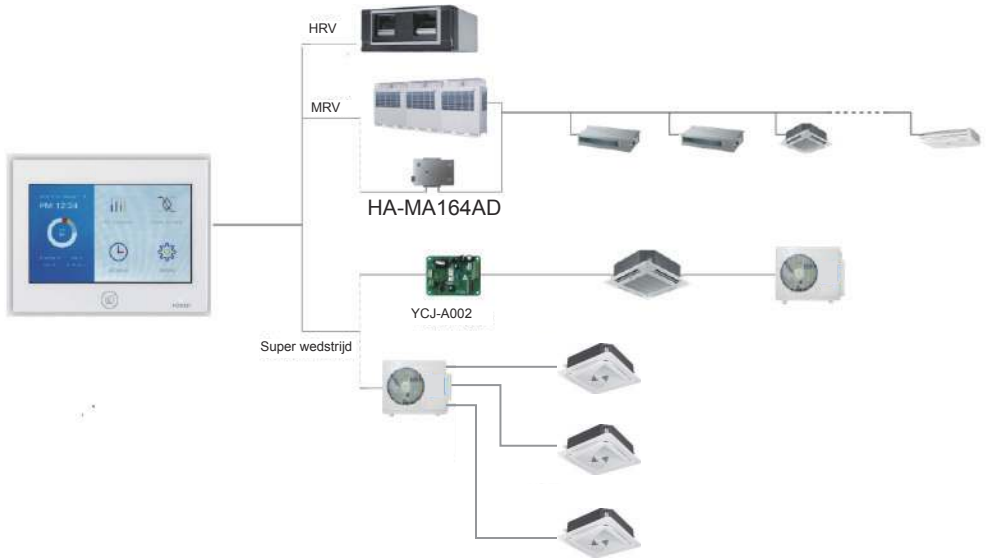 HRV
MRV
HA-MA164AD
PM 12:24
YCJ-A002
Super wedstrijd